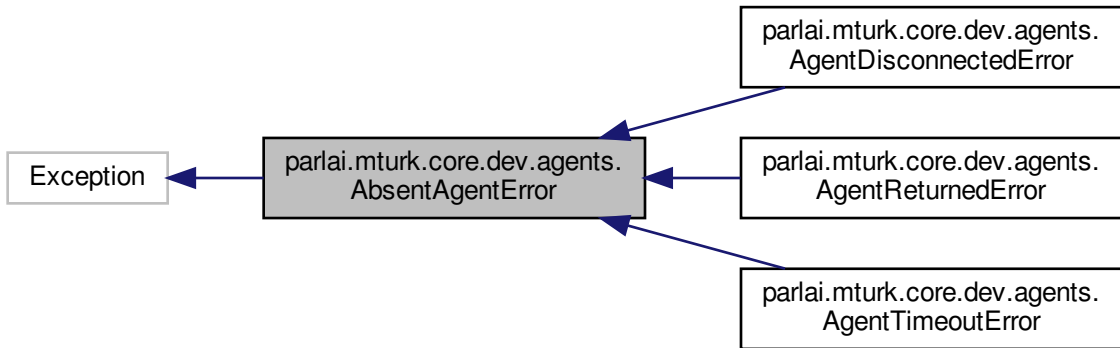 Exception
parlai.mturk.core.dev.agents.
AbsentAgentError
parlai.mturk.core.dev.agents.
AgentDisconnectedError
parlai.mturk.core.dev.agents.
AgentReturnedError
parlai.mturk.core.dev.agents.
AgentTimeoutError